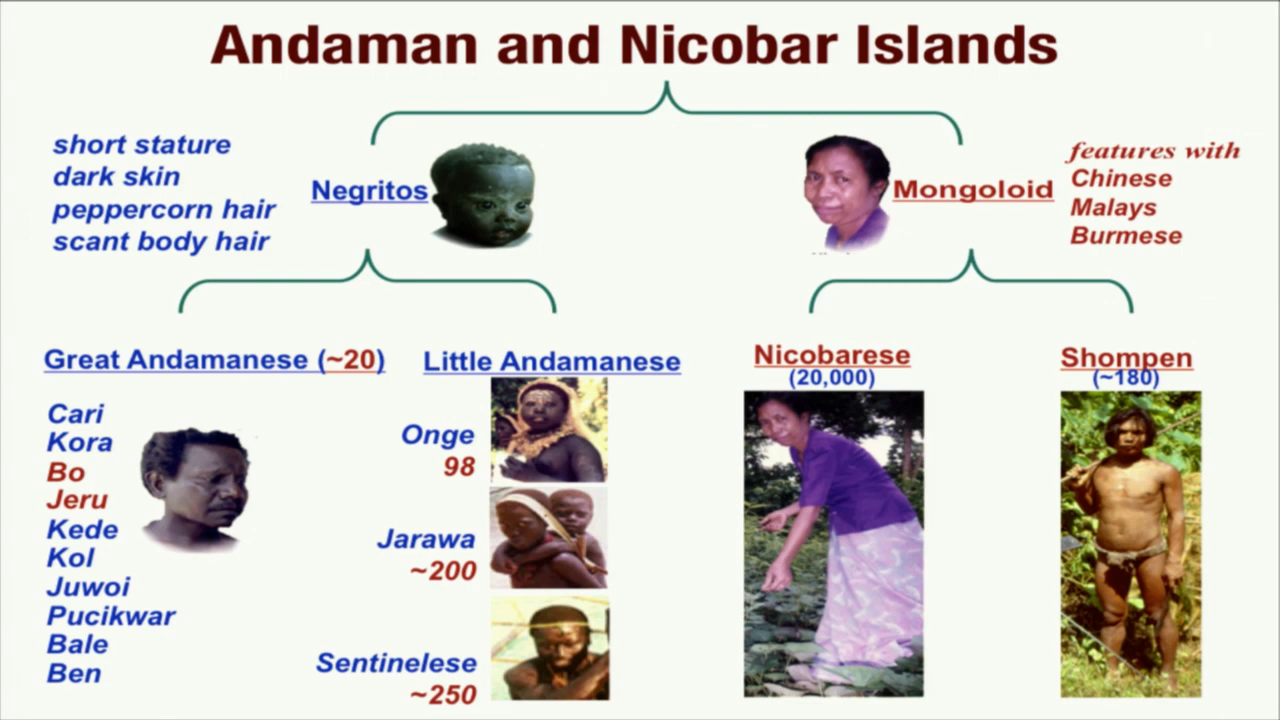 Andaman and Nicobar Islands
short stature
dark skin
peppercorn hair
scant body hair
Negritos
Mongoloid
features with
Chinese
Malays
Burmese
Great Andamanese (~20)
Cari
Kora
Bo
Jeru
Kede
Kol
Juwoi
Pucikwar
Bale
Ben
Little Andamanese
Onge
98
Jarawa
~200
Sentinelese
~250
Nicobarese
(20,000)
Shompen
(~180)